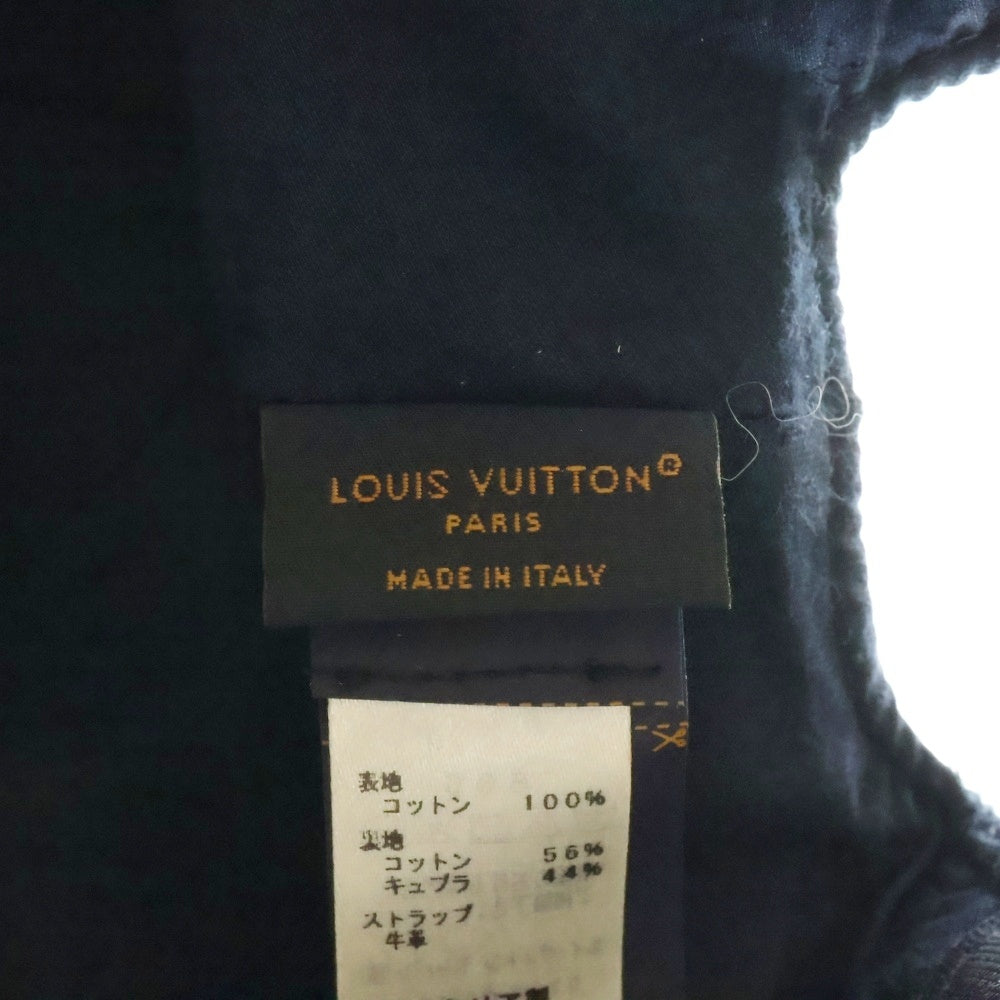 LOUIS VUITTON®
PARIS
MADE IN ITALY
表地
コットン 100%
裏地
コットン 56%
キュプラ 44%
ストラップ
牛革